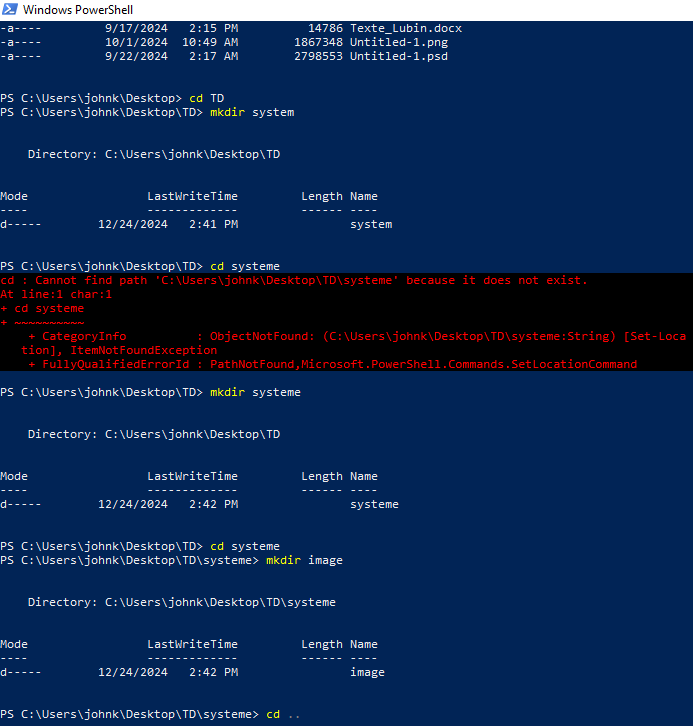 Windows PowerShell
-a---- 9/17/2024 2:15 PM 14786 Texte_Lubin.docx
-a---- 10/1/2024 10:49 AM 1867348 Untitled-1.png
-a---- 9/22/2024 2:17 AM 2798553 Untitled-1.psd
PS C:\Users\johnk\Desktop> cd TD
PS C:\Users\johnk\Desktop\TD> mkdir system
Directory: C:\Users\johnk\Desktop\TD
Mode LastWriteTime Length Name
---- ------------- ------ ----
d----- 12/24/2024 2:41 PM system
PS C:\Users\johnk\Desktop\TD> cd systeme
cd : Cannot find path 'C:\Users\johnk\Desktop\TD\systeme' because it does not exist.
At line:1 char:1
+ cd systeme
+ ~~~~~~~~~~
+ CategoryInfo : ObjectNotFound: (C:\Users\johnk\Desktop\TD\systeme:String) [Set-Loca
tion], ItemNotFoundException
+ FullyQualifiedErrorId : PathNotFound,Microsoft.PowerShell.Commands.SetLocationCommand
PS C:\Users\johnk\Desktop\TD> mkdir systeme
Directory: C:\Users\johnk\Desktop\TD
Mode LastWriteTime Length Name
---- ------------- ------ ----
d----- 12/24/2024 2:42 PM systeme
PS C:\Users\johnk\Desktop\TD> cd systeme
PS C:\Users\johnk\Desktop\TD\systeme> mkdir image
Directory: C:\Users\johnk\Desktop\TD\systeme
Mode LastWriteTime Length Name
---- ------------- ------ ----
d----- 12/24/2024 2:42 PM image
PS C:\Users\johnk\Desktop\TD\systeme> cd ..